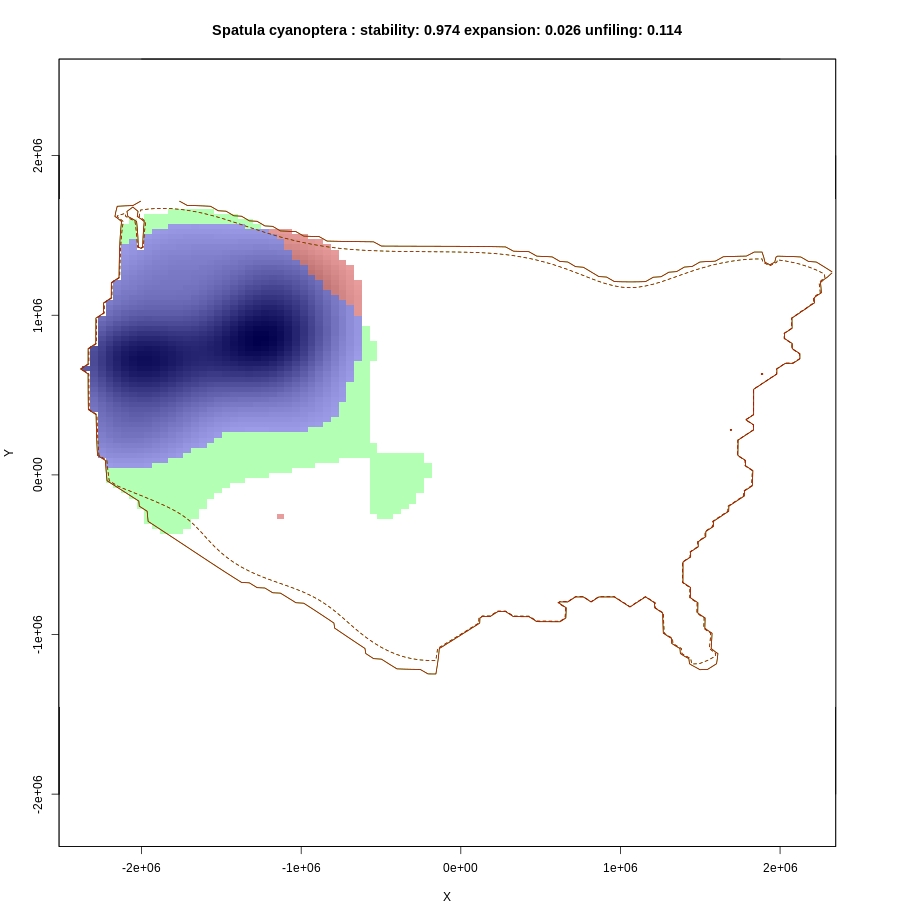 Spatula cyanoptera : stability: 0.974 expansion: 0.026 unfiling: 0.114
2e+06
1e+06
Y
0e+00
-1e+06
-2e+06
-2e+06 -1e+06 0e+00 1e+06 2e+06
X